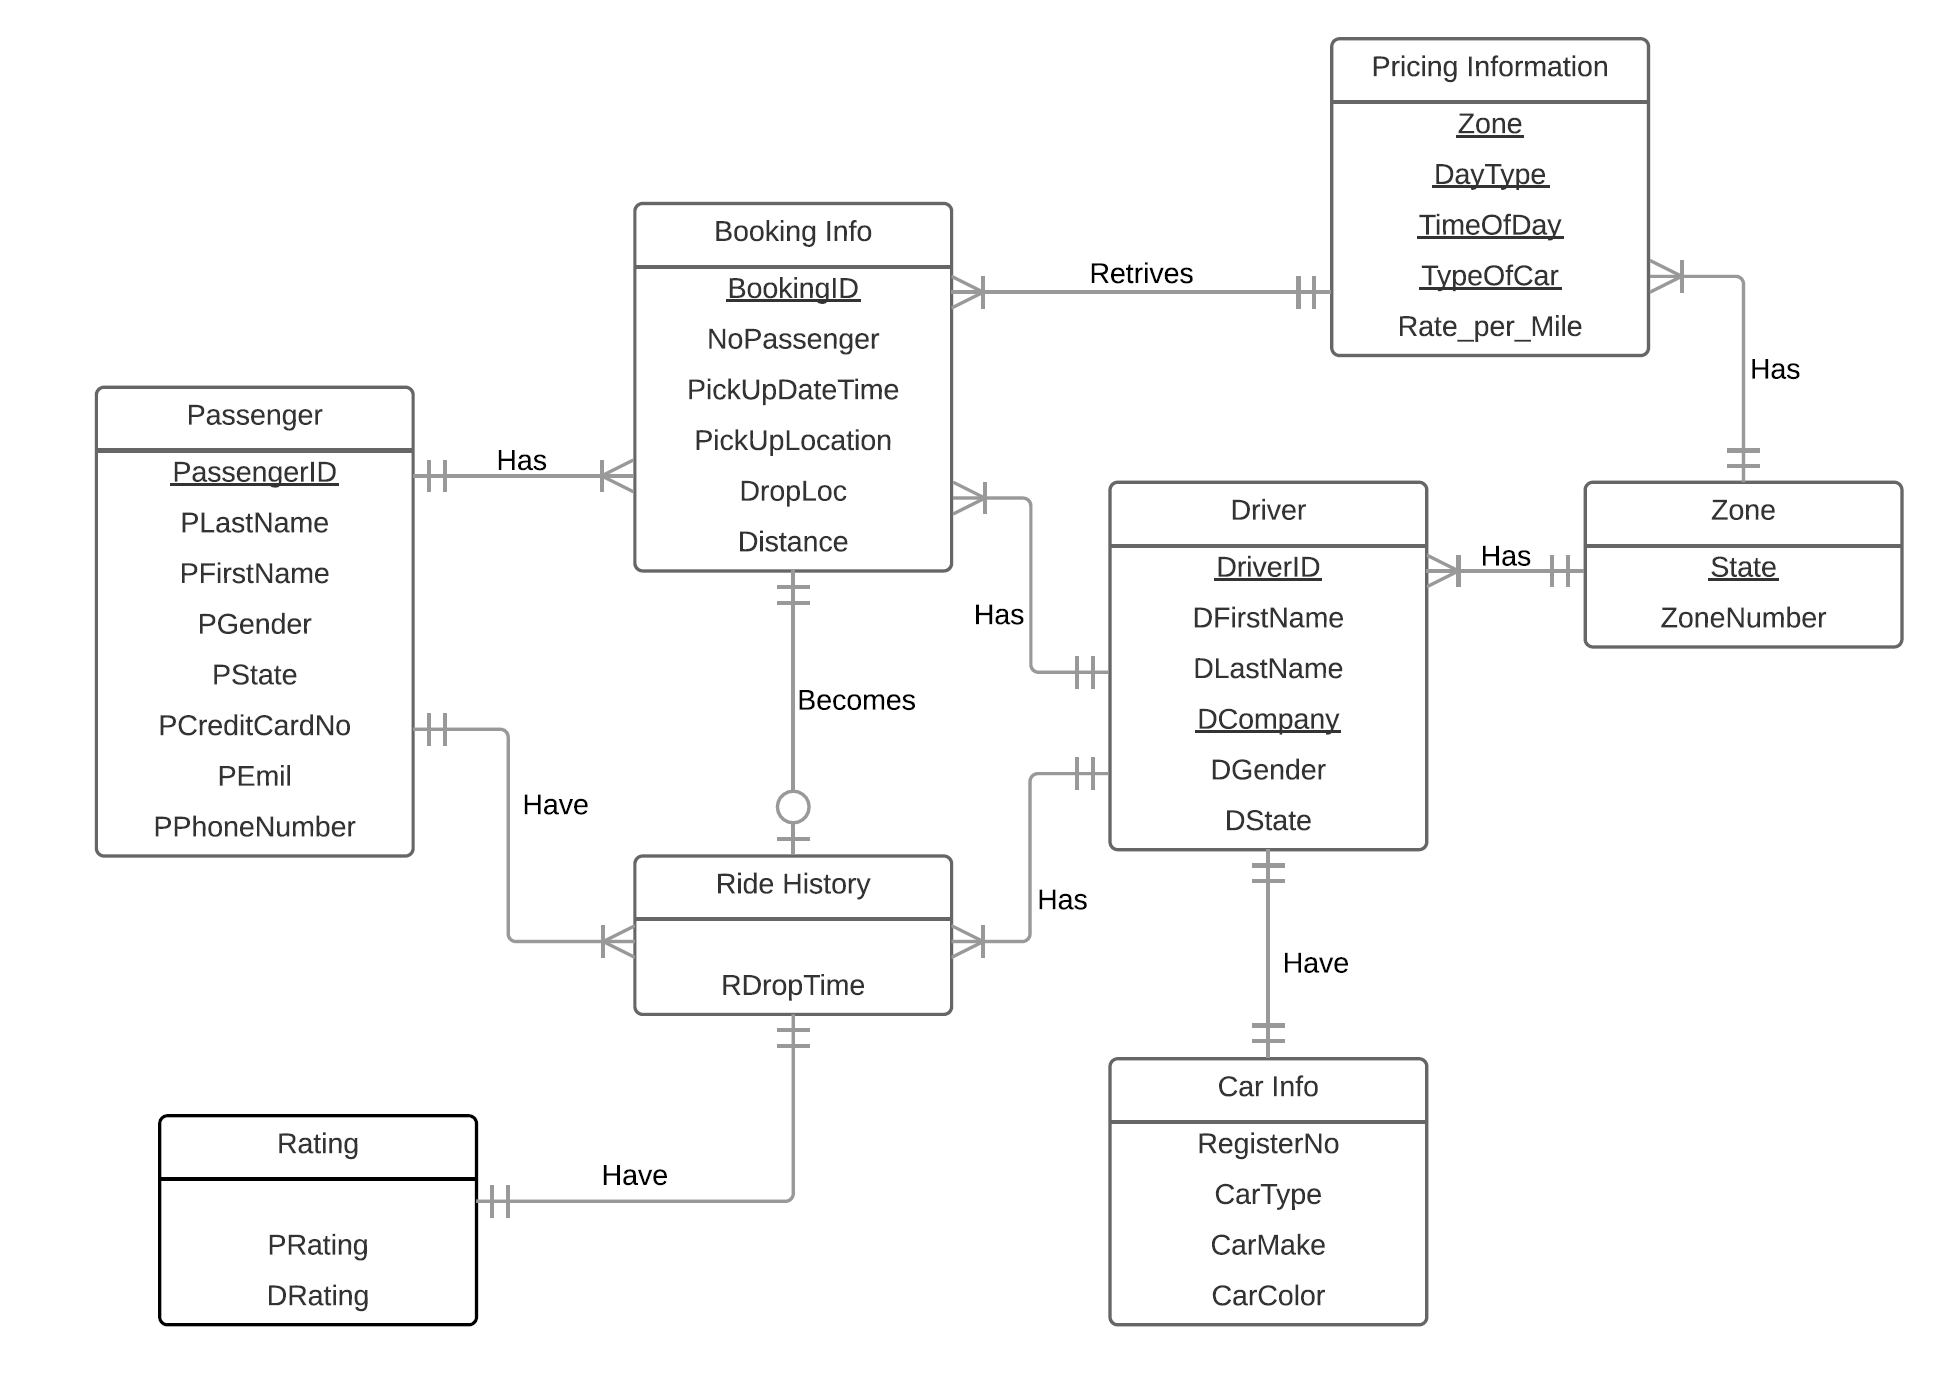 Pricing Information
Zone
DayType
TimeOfDay
TypeOfCar
Rate_per_Mile
Booking Info
BookingID
NoPassenger
PickUpDateTime
PickUpLocation
DropLoc
Distance
Retrives
Has
Passenger
PassengerID
PLastName
PFirstName
PGender
PState
PCreditCardNo
PEmil
PPhoneNumber
Has
Driver
DriverID
DFirstName
DLastName
DCompany
DGender
DState
Has
Zone
State
ZoneNumber
Has
Becomes
Have
Ride History
RDropTime
Has
Have
Car Info
RegisterNo
CarType
CarMake
CarColor
Rating
PRating
DRating
Have